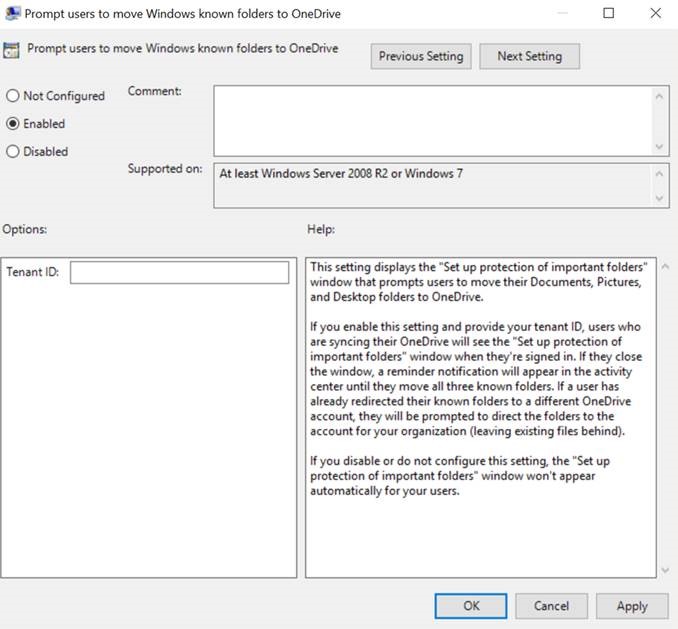 Prompt users to move Windows known folders to OneDrive
Prompt users to move Windows known folders to OneDrive
Previous Setting
Next Setting
Not Configured
Enabled
Disabled
Comment:
Supported on:
At least Windows Server 2008 R2 or Windows 7
Options:
Help:
Tenant ID:
This setting displays the "Set up protection of important folders"
window that prompts users to move their Documents, Pictures,
and Desktop folders to OneDrive.
If you enable this setting and provide your tenant ID, users who
are syncing their OneDrive will see the "Set up protection of
important folders" window when they're signed in. If they close
the window, a reminder notification will appear in the activity
center until they move all three known folders. If a user has
already redirected their known folders to a different OneDrive
account, they will be prompted to direct the folders to the
account for your organization (leaving existing files behind).
If you disable or do not configure this setting, the "Set up
protection of important folders" window won't appear
automatically for your users.
OK
Cancel
Apply